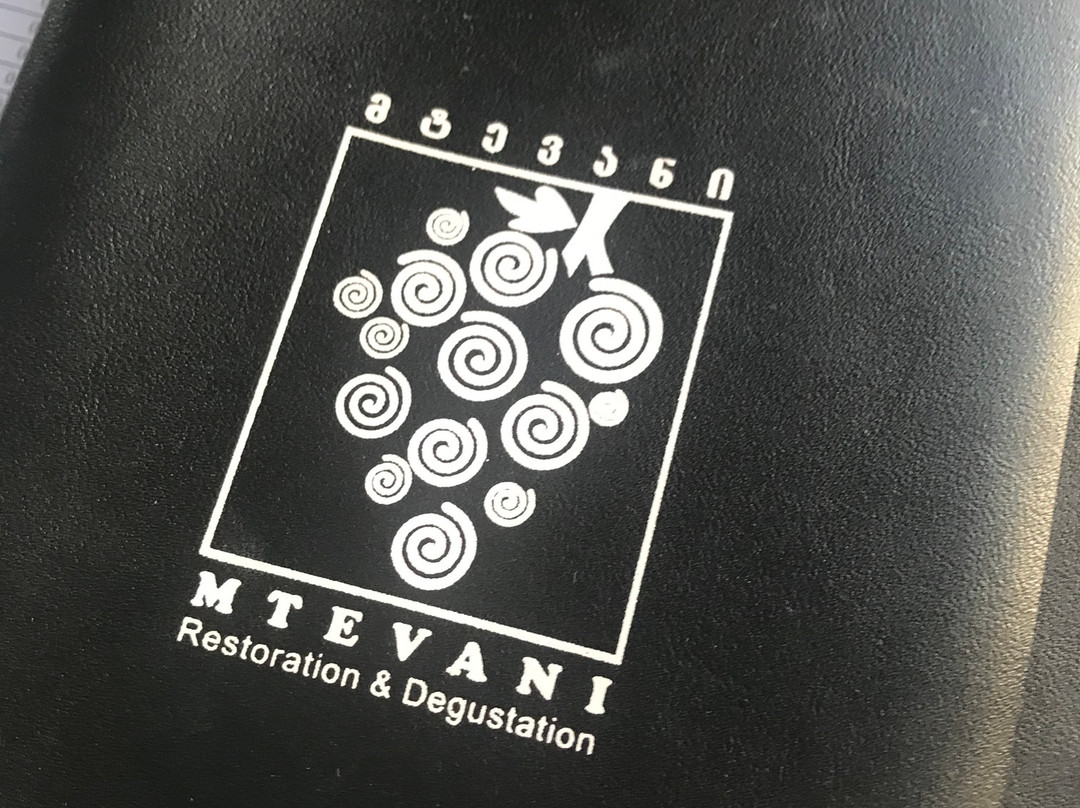 მტევანი
MTEVANI
Restoration & Degustation